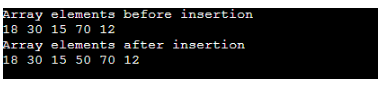 Array elements before insertion
18 30 15 70 12
Array elements after insertion
18 30 15 50 70 12